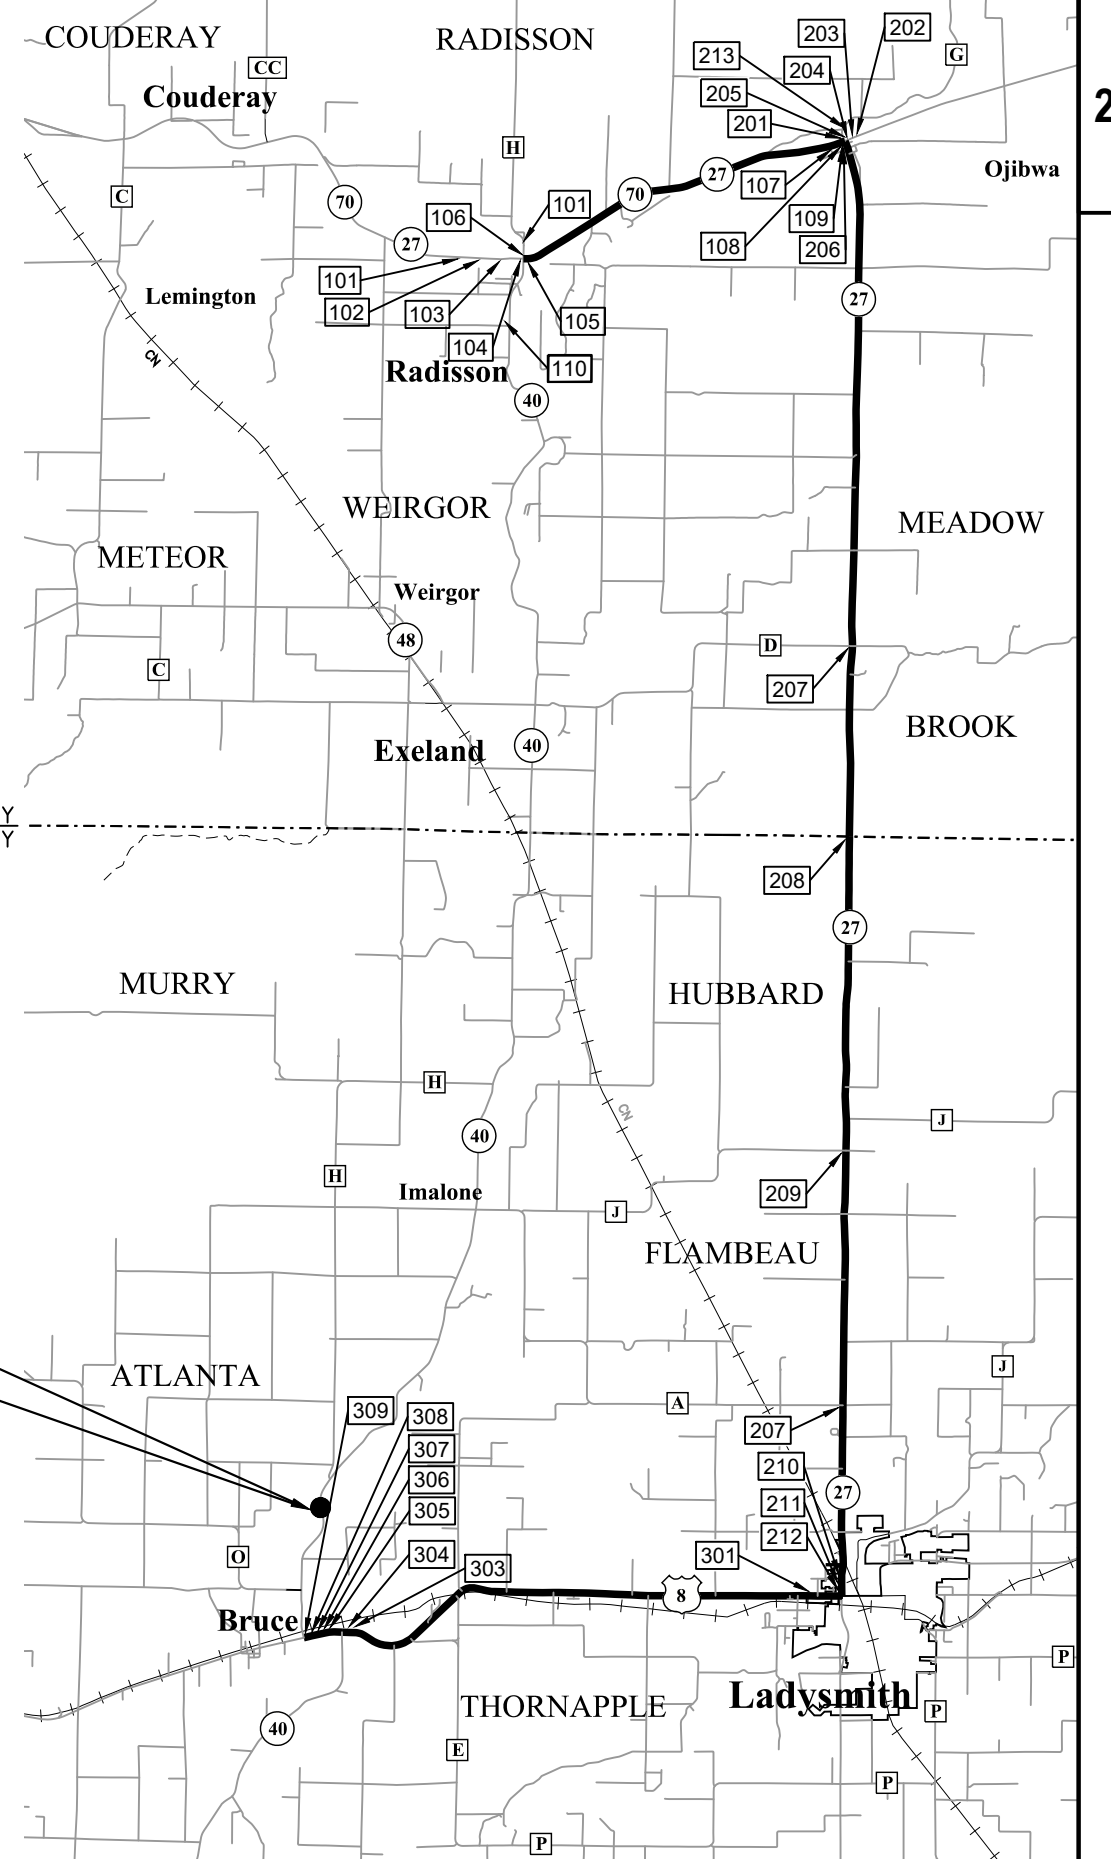 COUDERAY
RADISSON
203
202
213
G
CC
204
2
Couderay
205
201
H
Ojibwa
27
107
C
70
70
101
106
109
27
108
206
101
Lemington
27
102
103
105
CN
104
110
Radisson
40
WEIRGOR
MEADOW
METEOR
Weirgor
48
D
C
207
BROOK
40
Exeland
Y
Y
208
27
MURRY
HUBBARD
H
CN
J
40
H
Imalone
209
J
FLAMBEAU
J
ATLANTA
A
309
308
207
307
210
306
27
211
305
212
304
301
O
303
8
Bruce
P
Ladysmith
THORNAPPLE
P
40
E
P
P